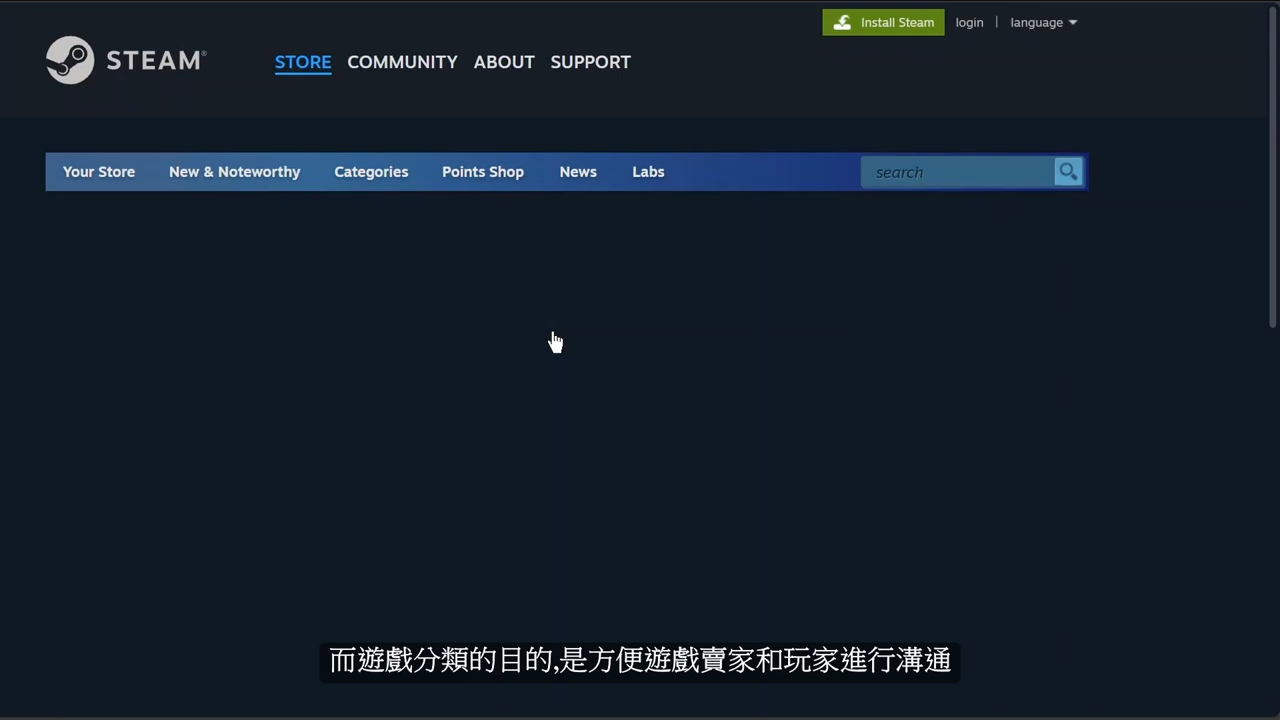 Install Steam login | language
STEAM® STORE COMMUNITY ABOUT SUPPORT
Your Store New & Noteworthy Categories Points Shop News Labs search
而遊戲分類的目的,是方便遊戲賣家和玩家進行溝通